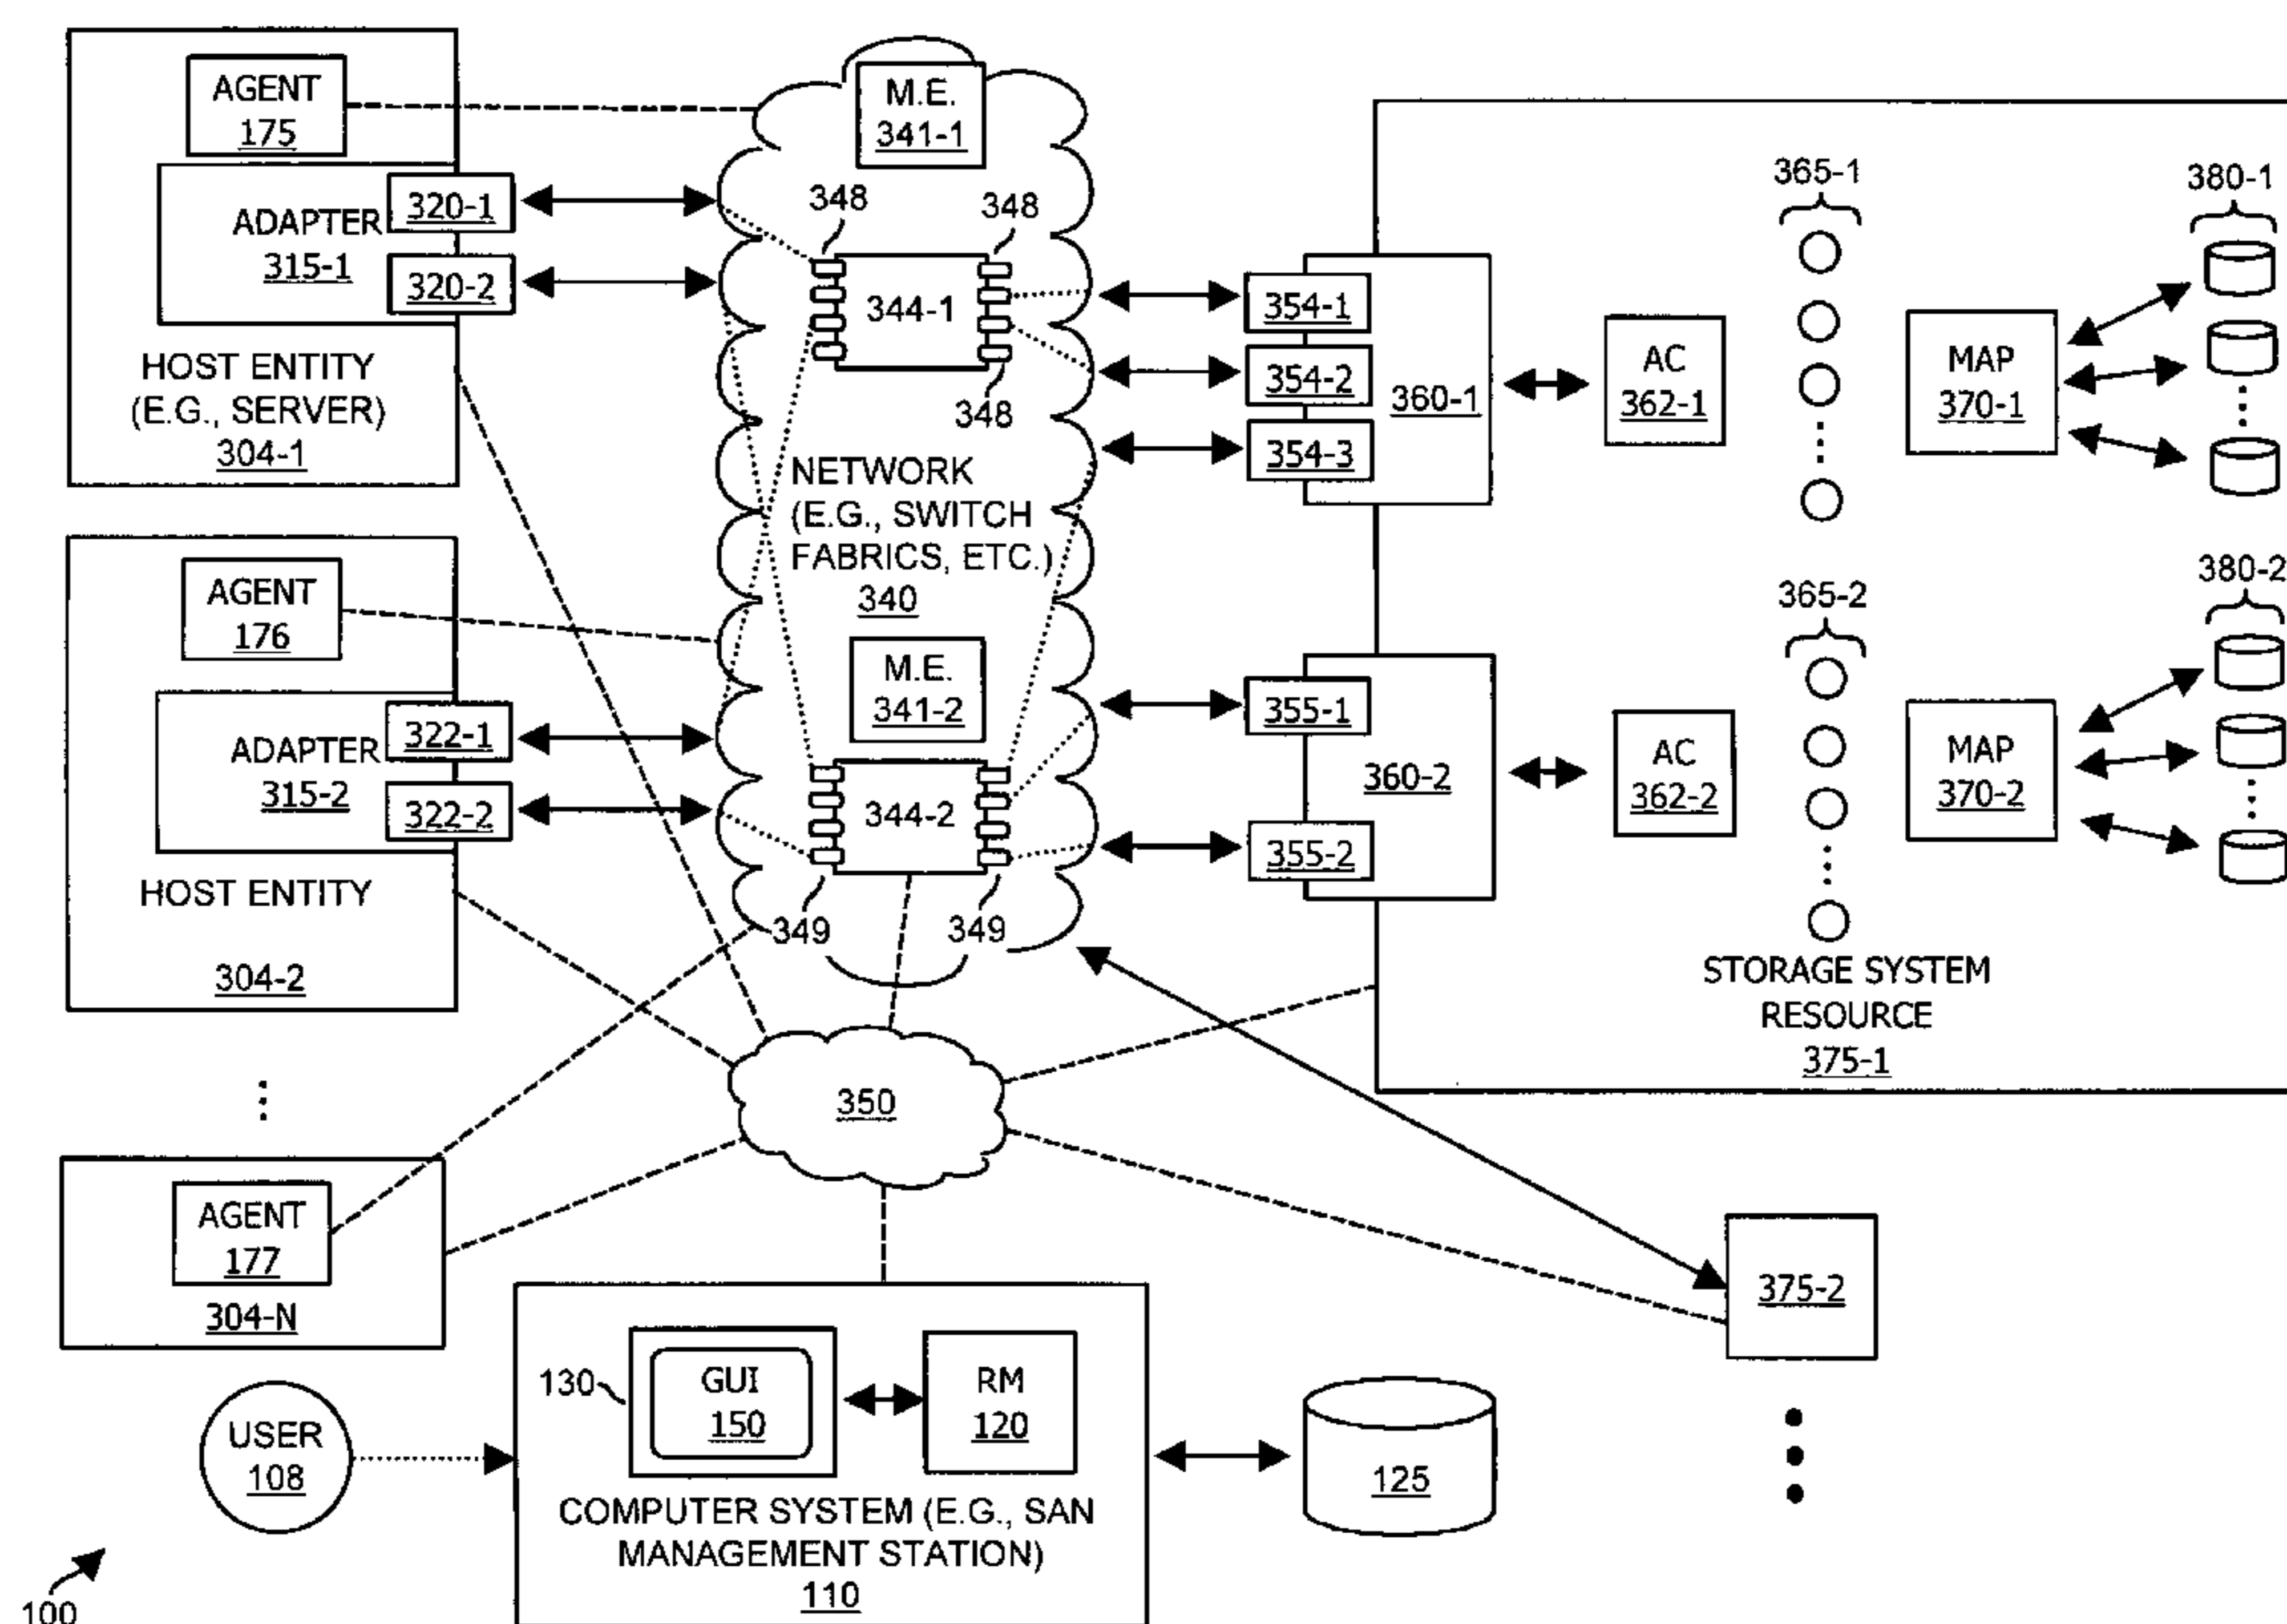 AGENT
175
ADAPTER
315-1
320-1
320-2
HOST ENTITY
(E.G., SERVER)
304-1
AGENT
176
ADAPTER
315-2
322-1
322-2
HOST ENTITY
304-2
AGENT
177
304-N
M.E.
341-1
348
348
344-1
348
NETWORK
(E.G., SWITCH
FABRICS, ETC.)
340
M.E.
341-2
344-2
349
349
354-1
354-2
354-3
360-1
AC
362-1
365-1
MAP
370-1
380-1
355-1
355-2
360-2
AC
362-2
365-2
MAP
370-2
380-2
STORAGE SYSTEM
RESOURCE
375-1
350
375-2
USER
108
130
GUI
150
RM
120
COMPUTER SYSTEM (E.G., SAN
MANAGEMENT STATION)
110
125
100